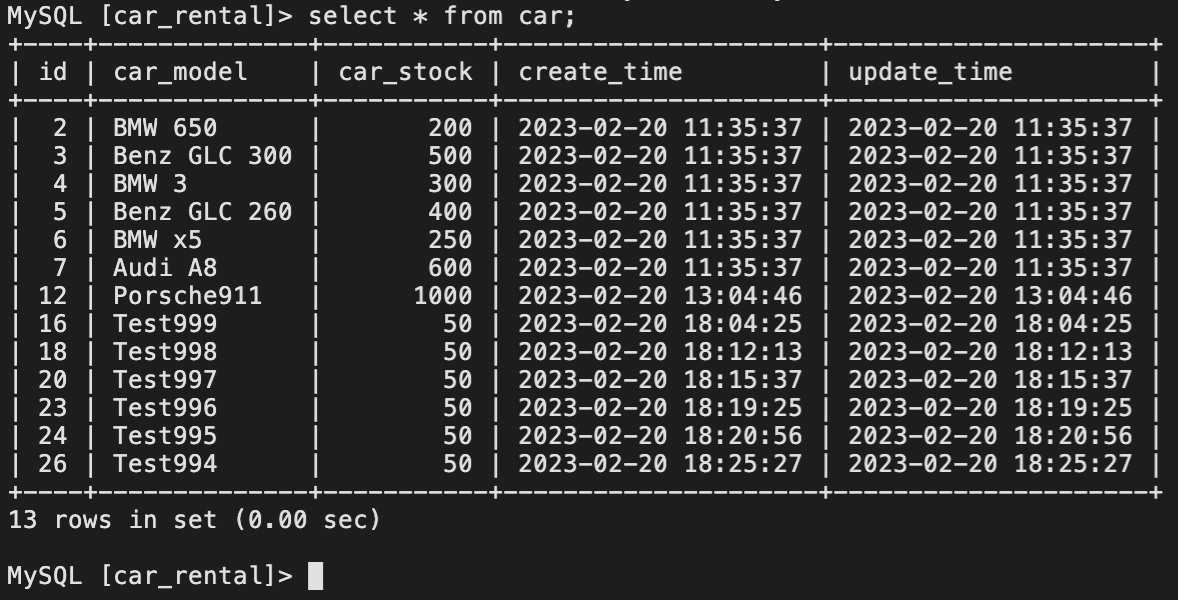 MySQL [car_rental]> select * from car;
+----+--------------+-----------+---------------------+---------------------+
| id | car_model    | car_stock | create_time         | update_time         |
+----+--------------+-----------+---------------------+---------------------+
|  2 | BMW 650      |       200 | 2023-02-20 11:35:37 | 2023-02-20 11:35:37 |
|  3 | Benz GLC 300 |       500 | 2023-02-20 11:35:37 | 2023-02-20 11:35:37 |
|  4 | BMW 3        |       300 | 2023-02-20 11:35:37 | 2023-02-20 11:35:37 |
|  5 | Benz GLC 260 |       400 | 2023-02-20 11:35:37 | 2023-02-20 11:35:37 |
|  6 | BMW x5       |       250 | 2023-02-20 11:35:37 | 2023-02-20 11:35:37 |
|  7 | Audi A8      |       600 | 2023-02-20 11:35:37 | 2023-02-20 11:35:37 |
| 12 | Porsche911   |      1000 | 2023-02-20 13:04:46 | 2023-02-20 13:04:46 |
| 16 | Test999      |        50 | 2023-02-20 18:04:25 | 2023-02-20 18:04:25 |
| 18 | Test998      |        50 | 2023-02-20 18:12:13 | 2023-02-20 18:12:13 |
| 20 | Test997      |        50 | 2023-02-20 18:15:37 | 2023-02-20 18:15:37 |
| 23 | Test996      |        50 | 2023-02-20 18:19:25 | 2023-02-20 18:19:25 |
| 24 | Test995      |        50 | 2023-02-20 18:20:56 | 2023-02-20 18:20:56 |
| 26 | Test994      |        50 | 2023-02-20 18:25:27 | 2023-02-20 18:25:27 |
+----+--------------+-----------+---------------------+---------------------+
13 rows in set (0.00 sec)
MySQL [car_rental]>